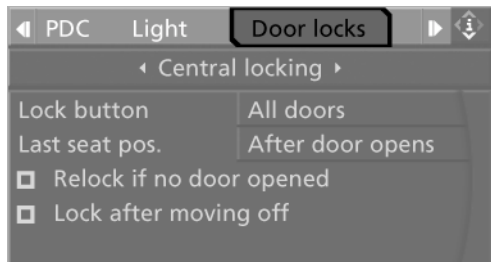 PDC Light Door locks
Central locking
Lock button All doors
Last seat pos. After door opens
Relock if no door opened
Lock after moving off